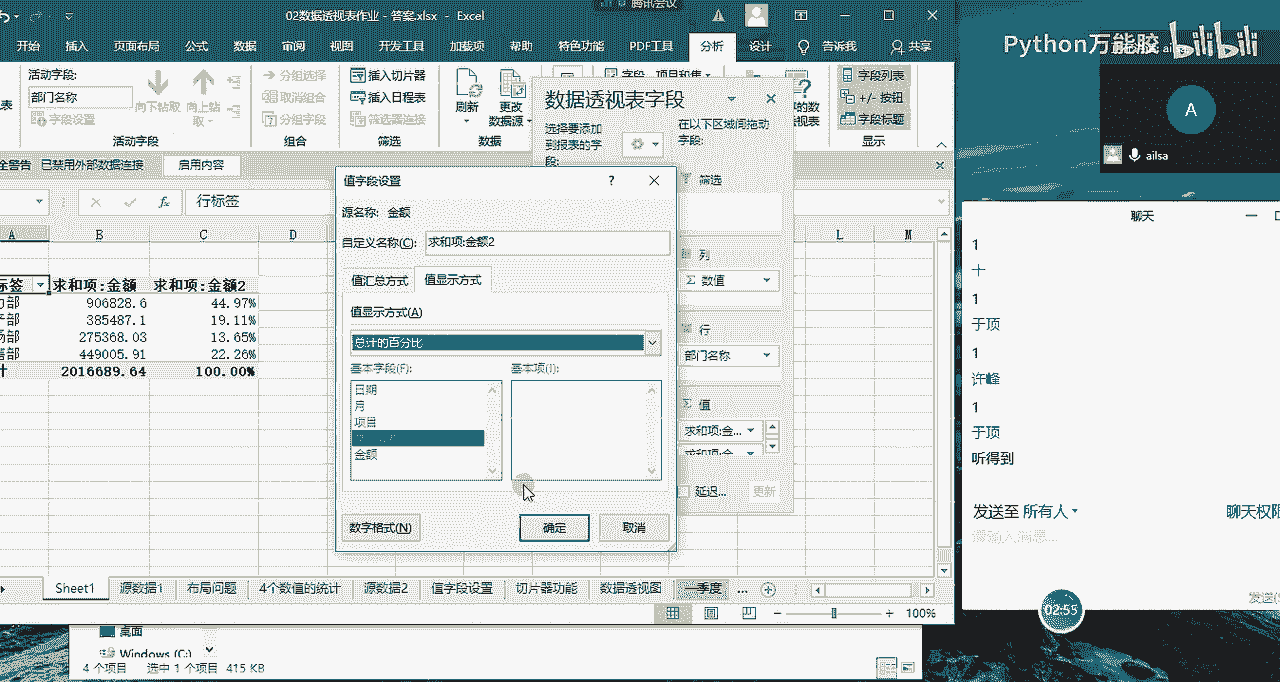 腾讯会议
02数据透视表作业 - 答案.xlsx - Excel
开始 插入 页面布局 公式 数据 审阅 视图 开发工具 加载项 帮助 特色功能 PDF工具 分析 设计 告诉我 共享
Python万能胶 bilibili
活动字段:
部门名称
字段设置
向下钻取 向上钻取
活动字段
分组选择
取消组合
分组字段
组合
插入切片器
插入日程表
筛选器连接
筛选
刷新 更改
数据源
数据
字段列表
+/- 按钮
字段标题
显示
A
ailsa
已禁用外部数据连接 启用内容
行标签
A B C D L M
标签 求和项:金额 求和项:金额2
906828.6 44.97%
385487.1 19.11%
275368.03 13.65%
449005.91 22.26%
2016689.64 100.00%
数据透视表字段
选择要添加到报表的字段:
在以下区域间拖动字段:
筛选
列
Σ 数值
行
部门名称
Σ 值
求和项:金...
求和项:金...
延迟... 更新
值字段设置 ?
源名称: 金额
自定义名称(C): 求和项:金额2
值汇总方式 值显示方式
值显示方式(A)
总计的百分比
基本字段(F): 基本项(I):
日期
月
项目
金额
数字格式(N) 确定 取消
聊天
1
十
1
于顶
1
许峰
1
于顶
听得到
发送至 所有人 聊天权限
请输入消息...
发送(S
02:55
Sheet1 源数据1 布局问题 4个数值的统计 源数据2 值字段设置 切片器功能 数据透视图 一季度 ...
100%
桌面
Windows (C:)
4 个项目 选中 1 个项目 415 KB